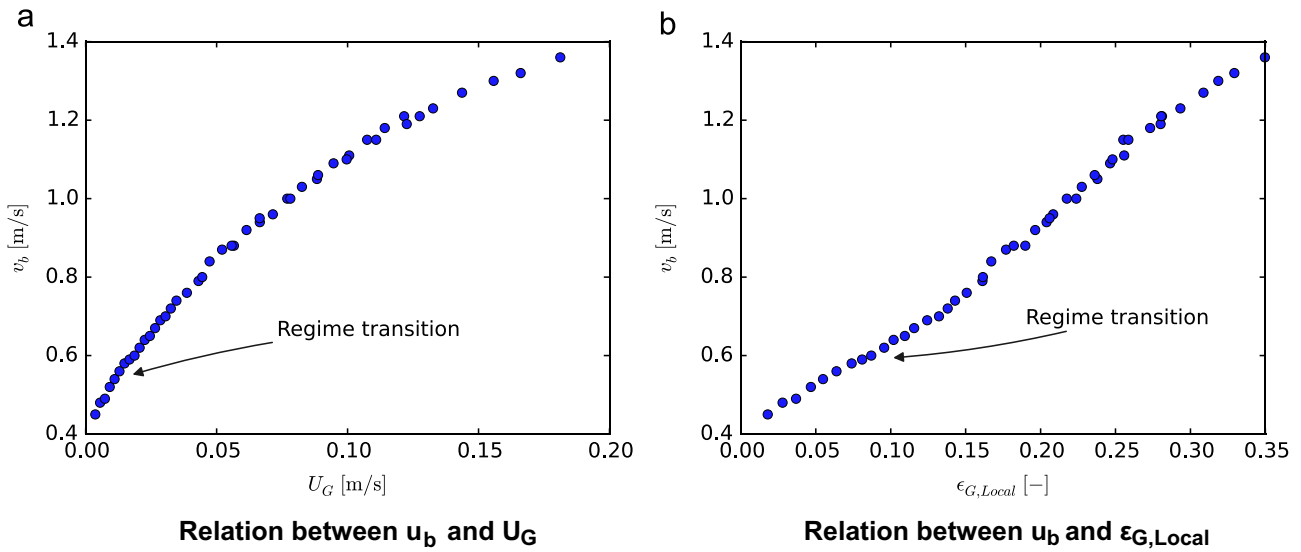 a
1.4
1.2
1.0
0.8
0.6
0.4
v_b [m/s]
Regime transition
0.00 0.05 0.10 0.15 0.20
U_G [m/s]
Relation between u_b and U_G
b
1.4
1.2
1.0
0.8
0.6
0.4
v_b [m/s]
Regime transition
0.00 0.05 0.10 0.15 0.20 0.25 0.30 0.35
ϵ_{G,Local} [−]
Relation between u_b and ε_{G,Local}